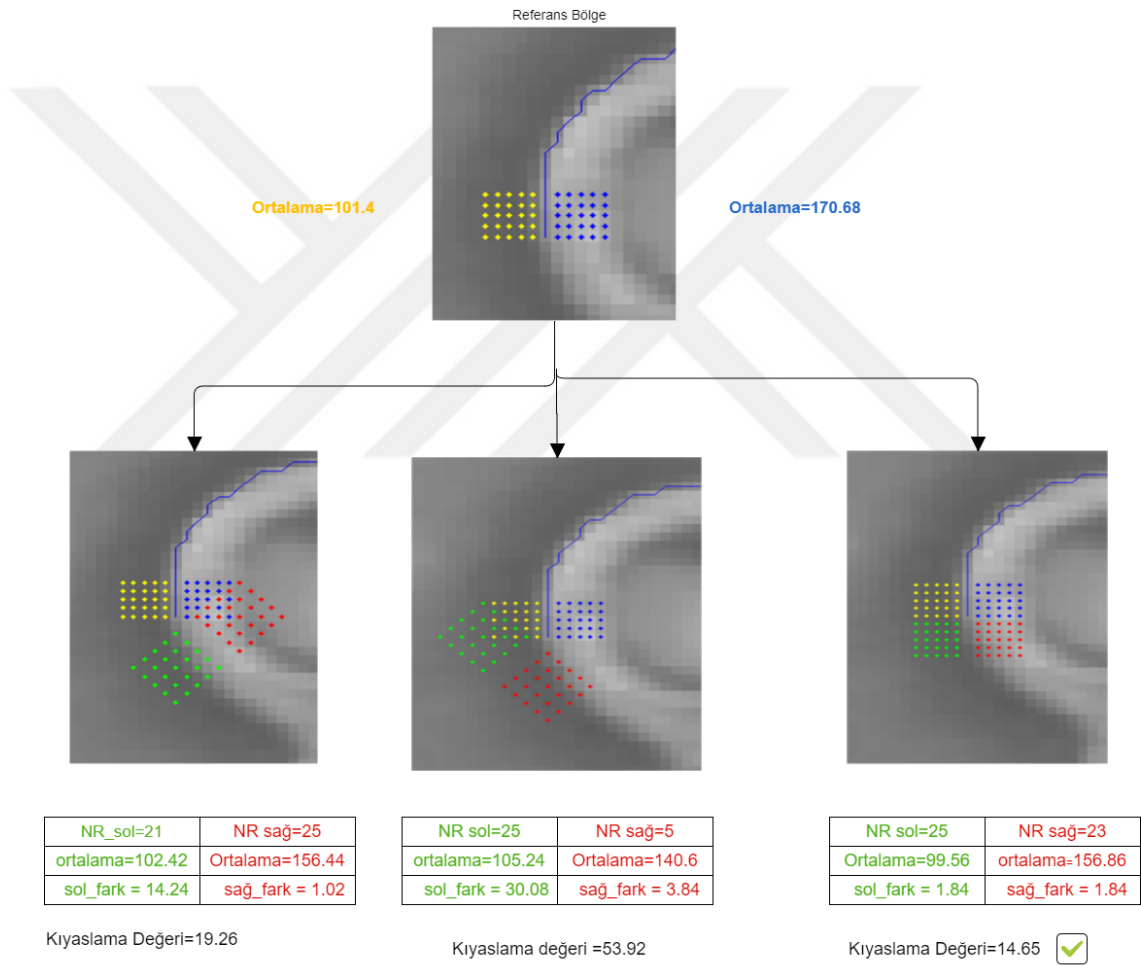 Referans Bölge
Ortalama=101.4
Ortalama=170.68
NR_sol=21 NR sağ=25
ortalama=102.42 Ortalama=156.44
sol_fark = 14.24 sağ_fark = 1.02
Kıyaslama Değeri=19.26
NR sol=25 NR sağ=5
ortalama=105.24 Ortalama=140.6
sol_fark = 30.08 sağ_fark = 3.84
Kıyaslama değeri =53.92
NR sol=25 NR sağ=23
Ortalama=99.56 ortalama=156.86
sol_fark = 1.84 sağ_fark = 1.84
Kıyaslama Değeri=14.65